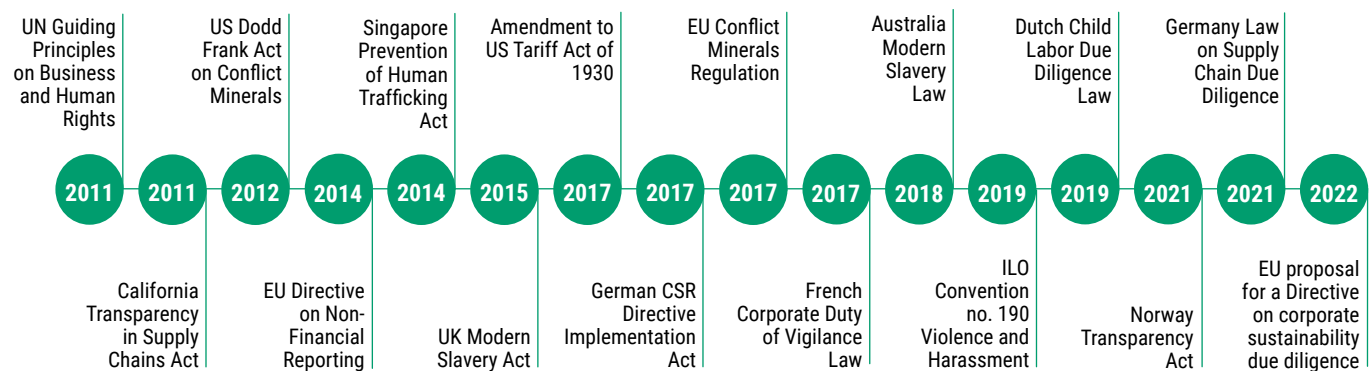 UN Guiding
Principles
on Business
and Human
Rights
US Dodd
Frank Act
on Conflict
Minerals
Singapore
Prevention
of Human
Trafficking
Act
Amendment to
US Tariff Act of
1930
EU Conflict
Minerals
Regulation
Australia
Modern
Slavery
Law
Dutch Child
Labor Due
Diligence
Law
Germany Law
on Supply
Chain Due
Diligence
2011 2011 2012 2014 2014 2015 2017 2017 2017 2017 2018 2019 2019 2021 2021 2022
California
Transparency
in Supply
Chains Act
EU Directive
on Non-
Financial
Reporting
UK Modern
Slavery Act
German CSR
Directive
Implementation
Act
French
Corporate Duty
of Vigilance
Law
ILO
Convention
no. 190
Violence and
Harassment
Norway
Transparency
Act
EU proposal
for a Directive
on corporate
sustainability
due diligence